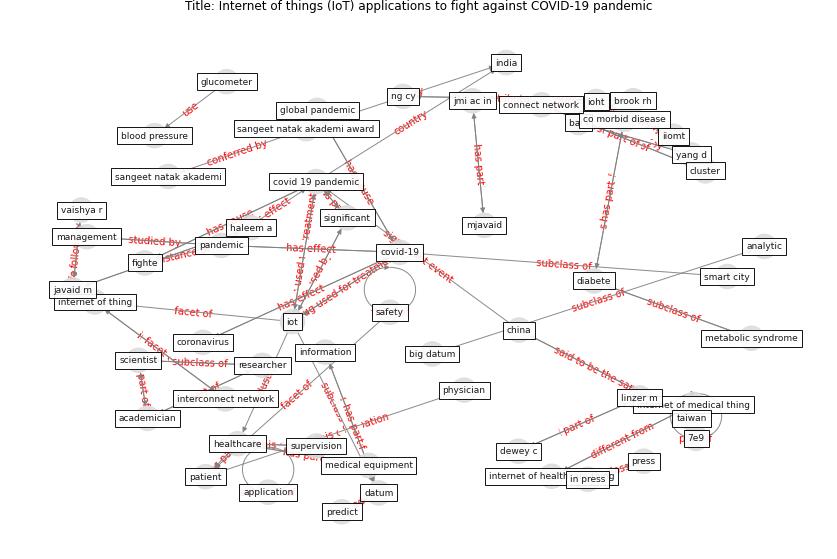 Title: Internet of things (IoT) applications to fight against COVID-19 pandemic
india
glucometer
use
ng cy
jmi ac in
connect network
ioht
brook rh
global pandemic
country
co morbid disease
blood pressure
sangeet natak akademi award
iiomt
conferred by
part of
yang d
has part
cluster
sangeet natak akademi
covid 19 pandemic
vaishya r
significant
haleem a
mjaveid
management
studied by
pandemic
has effect
covid-19
analytic
fighte
subclass of
smart city
diabete
javaid m
internet of thing
facet of
has effect
safety
subclass of
subclass of
iot
china
metabolic syndrome
coronavirus
information
big datum
said to be the
scientist
subclass of
researcher
physician
part of
interconnect network
facet of
linzer m
internet of medical thing
academician
taiwan
part of
different from
7e9
healthcare
supervision
dewey c
patient
medical equipment
press
internet of health
in press
application
datum
predict